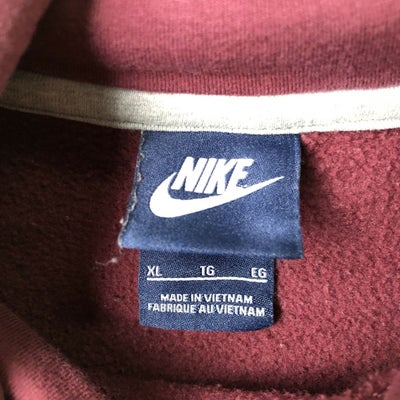 NIKE
XL TG EG
MADE IN VIETNAM
FABRIQUE AU VIETNAM